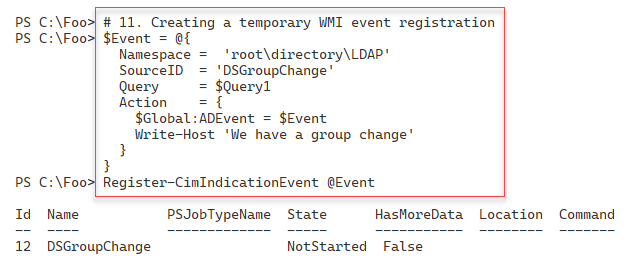 PS C:\Foo> # 11. Creating a temporary WMI event registration
PS C:\Foo> $Event = @{
             Namespace =  'root\directory\LDAP'
             SourceID  = 'DSGroupChange'
             Query     = $Query1
             Action    = {
               $Global:ADEvent = $Event
               Write-Host 'We have a group change'
             }
           }
PS C:\Foo> Register-CimIndicationEvent @Event
Id  Name           PSJobTypeName  State       HasMoreData  Location  Command
--  ----           -------------  -----       -----------  --------  -------
12  DSGroupChange                 NotStarted  False